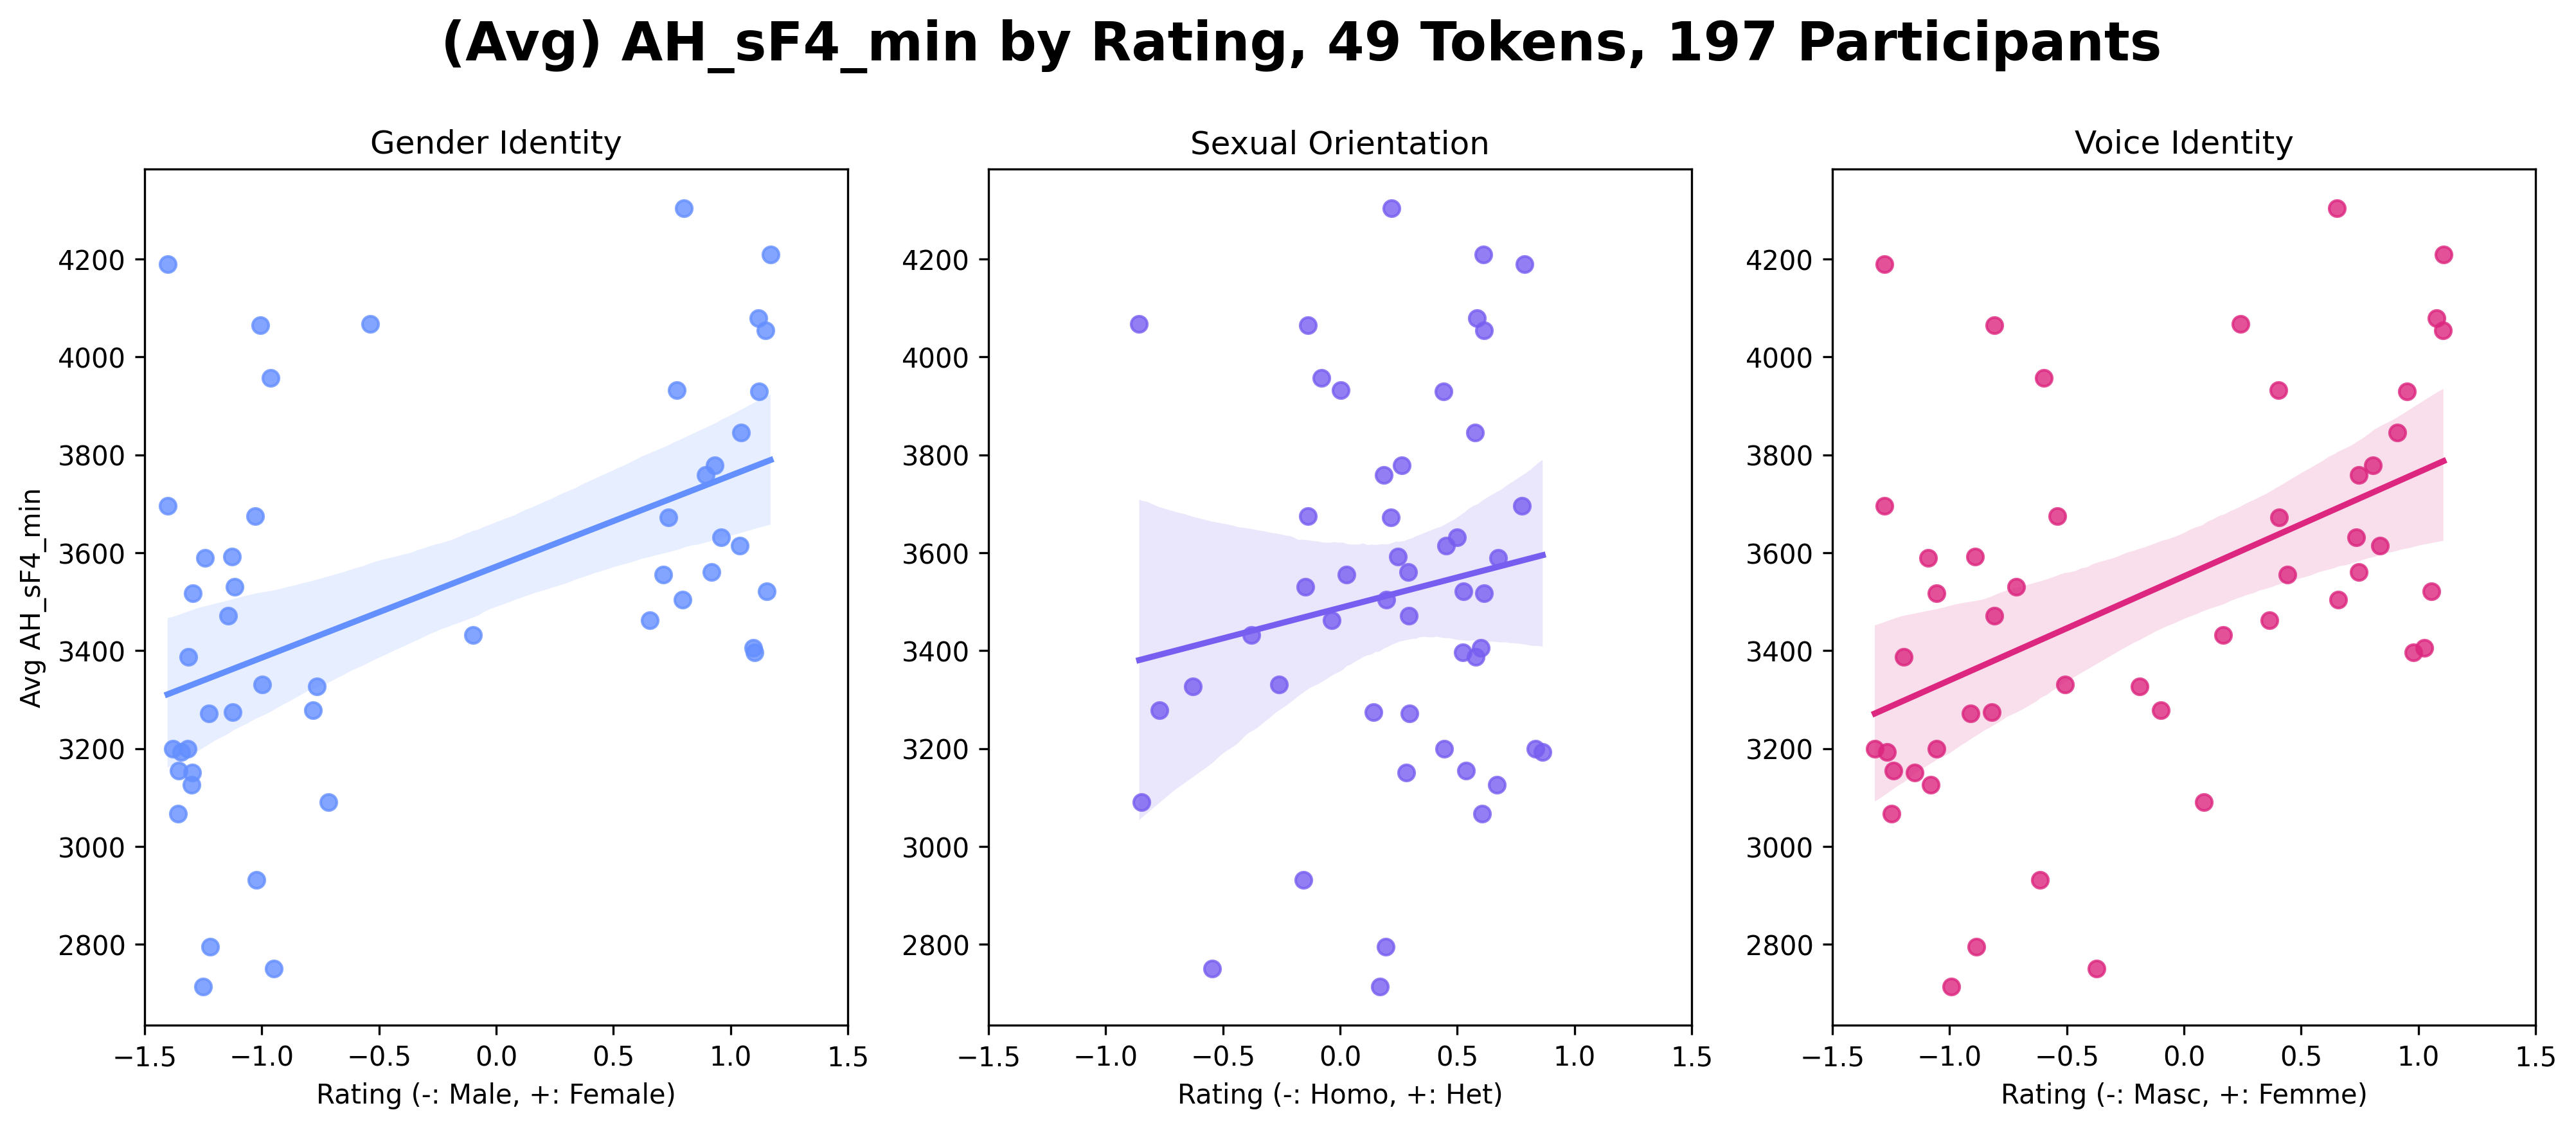 (Avg) AH_sF4_min by Rating, 49 Tokens, 197 Participants
Gender Identity
Sexual Orientation
Voice Identity
Avg AH_sF4_min
4200
4000
3800
3600
3400
3200
3000
2800
−1.5 −1.0 −0.5 0.0 0.5 1.0 1.5
Rating (-: Male, +: Female)
4200
4000
3800
3600
3400
3200
3000
2800
−1.5 −1.0 −0.5 0.0 0.5 1.0 1.5
Rating (-: Homo, +: Het)
4200
4000
3800
3600
3400
3200
3000
2800
−1.5 −1.0 −0.5 0.0 0.5 1.0 1.5
Rating (-: Masc, +: Femme)